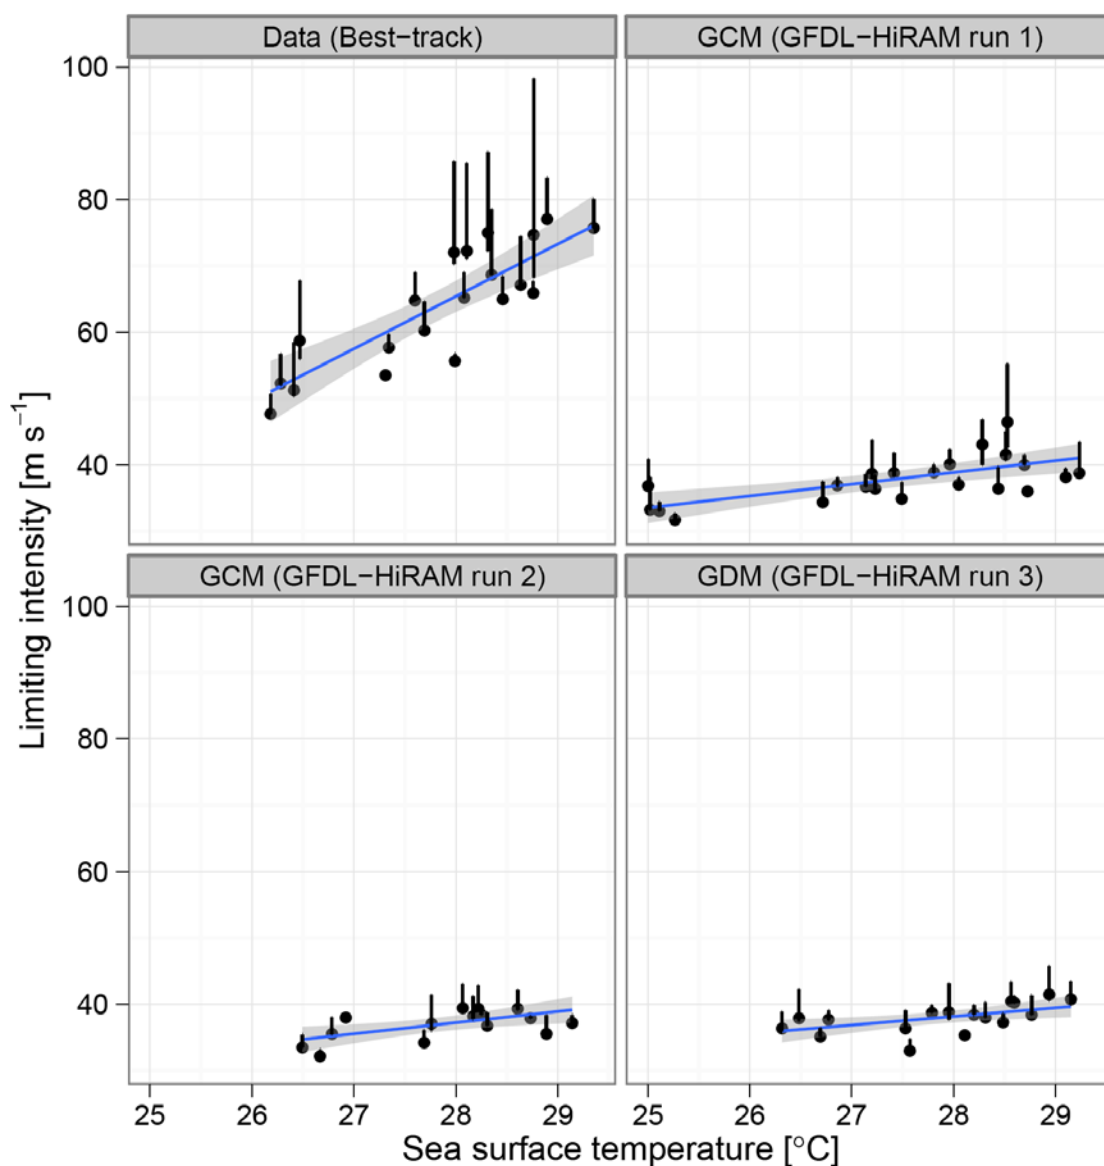 Data (Best−track)
GCM (GFDL−HiRAM run 1)
100
80
60
40
GCM (GFDL−HiRAM run 2)
GDM (GFDL−HiRAM run 3)
100
80
60
40
25 26 27 28 29
25 26 27 28 29
Limiting intensity [m s⁻¹]
Sea surface temperature [°C]